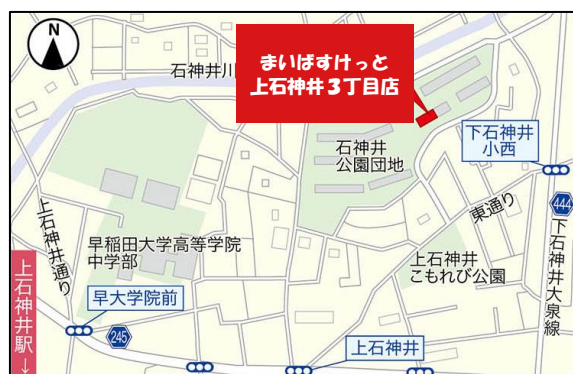 N
まいばすけっと
上石神井3丁目店
石神井川
石神井
公園団地
下石神井
小西
444
東通り
下石神井大泉線
上石神井通り
早稲田大学高等学院
中学部
上石神井
こもれび公園
早大学院前
245
上石神井
上石神井駅↓